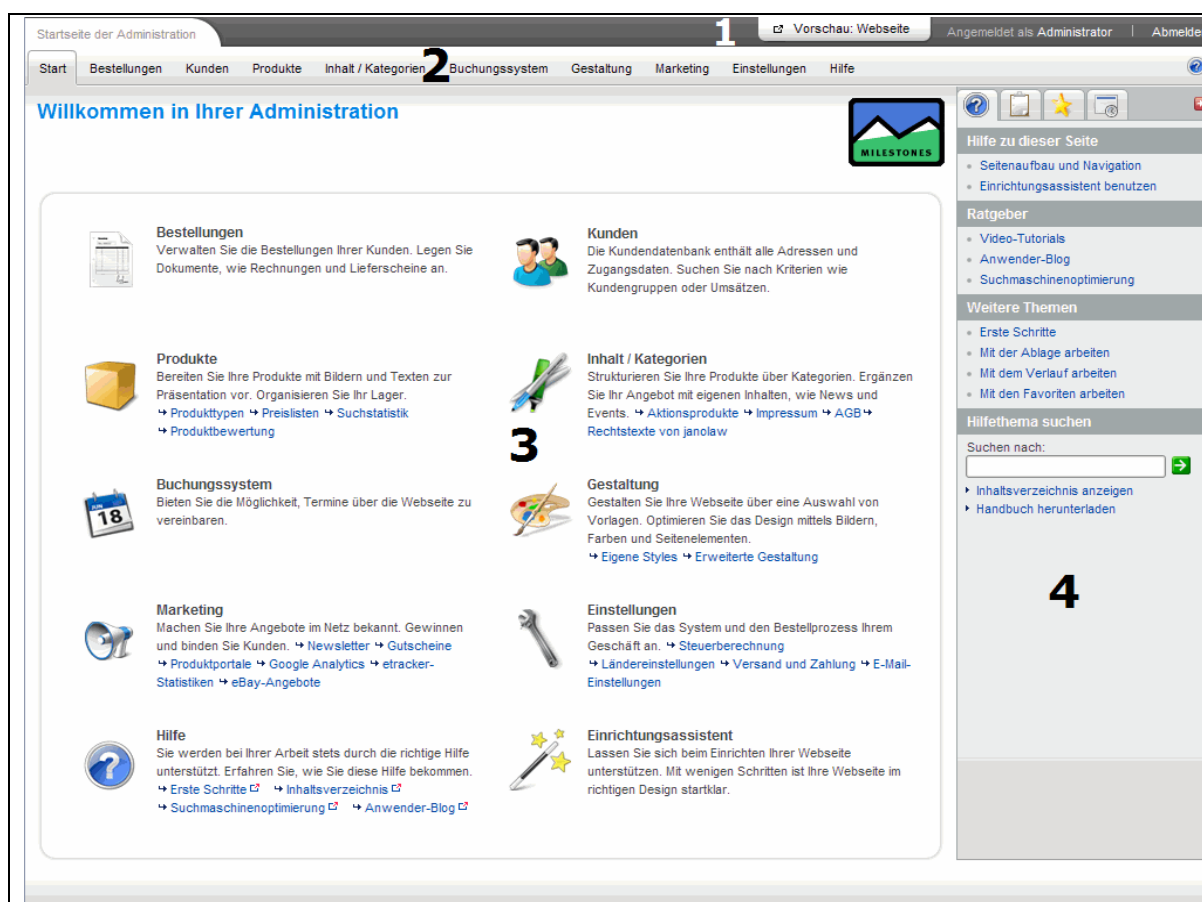 Startseite der Administration
1
Vorschau: Webseite
Angemeldet als Administrator | Abmelde
Start Bestellungen Kunden Produkte Inhalt / Kategorien 2 Buchungssystem Gestaltung Marketing Einstellungen Hilfe
Willkommen in Ihrer Administration
MILESTONES
Bestellungen
Verwalten Sie die Bestellungen Ihrer Kunden. Legen Sie
Dokumente, wie Rechnungen und Lieferscheine an.
Kunden
Die Kundendatenbank enthält alle Adressen und
Zugangsdaten. Suchen Sie nach Kriterien wie
Kundengruppen oder Umsätzen.
Produkte
Bereiten Sie Ihre Produkte mit Bildern und Texten zur
Präsentation vor. Organisieren Sie Ihr Lager.
Produkttypen Preislisten Suchstatistik
Produktbewertung
Inhalt / Kategorien
Strukturieren Sie Ihre Produkte über Kategorien. Ergänzen
Sie Ihr Angebot mit eigenen Inhalten, wie News und
Events. Aktionsprodukte Impressum AGB
Rechtstexte von janolaw
3
Buchungssystem
Bieten Sie die Möglichkeit, Termine über die Webseite zu
vereinbaren.
JUN
18
Gestaltung
Gestalten Sie Ihre Webseite über eine Auswahl von
Vorlagen. Optimieren Sie das Design mittels Bildern,
Farben und Seitenelementen.
Eigene Styles Erweiterte Gestaltung
Marketing
Machen Sie Ihre Angebote im Netz bekannt. Gewinnen
und binden Sie Kunden. Newsletter Gutscheine
Produktportale Google Analytics etracker-
Statistiken eBay-Angebote
Einstellungen
Passen Sie das System und den Bestellprozess Ihrem
Geschäft an. Steuerberechnung
Ländereinstellungen Versand und Zahlung E-Mail-
Einstellungen
Hilfe
Sie werden bei Ihrer Arbeit stets durch die richtige Hilfe
unterstützt. Erfahren Sie, wie Sie diese Hilfe bekommen.
Erste Schritte Inhaltsverzeichnis
Suchmaschinenoptimierung Anwender-Blog
Einrichtungsassistent
Lassen Sie sich beim Einrichten Ihrer Webseite
unterstützen. Mit wenigen Schritten ist Ihre Webseite im
richtigen Design startklar.
Hilfe zu dieser Seite
Seitenaufbau und Navigation
Einrichtungsassistent benutzen
Ratgeber
Video-Tutorials
Anwender-Blog
Suchmaschinenoptimierung
Weitere Themen
Erste Schritte
Mit der Ablage arbeiten
Mit dem Verlauf arbeiten
Mit den Favoriten arbeiten
Hilfethema suchen
Suchen nach:
Inhaltsverzeichnis anzeigen
Handbuch herunterladen
4